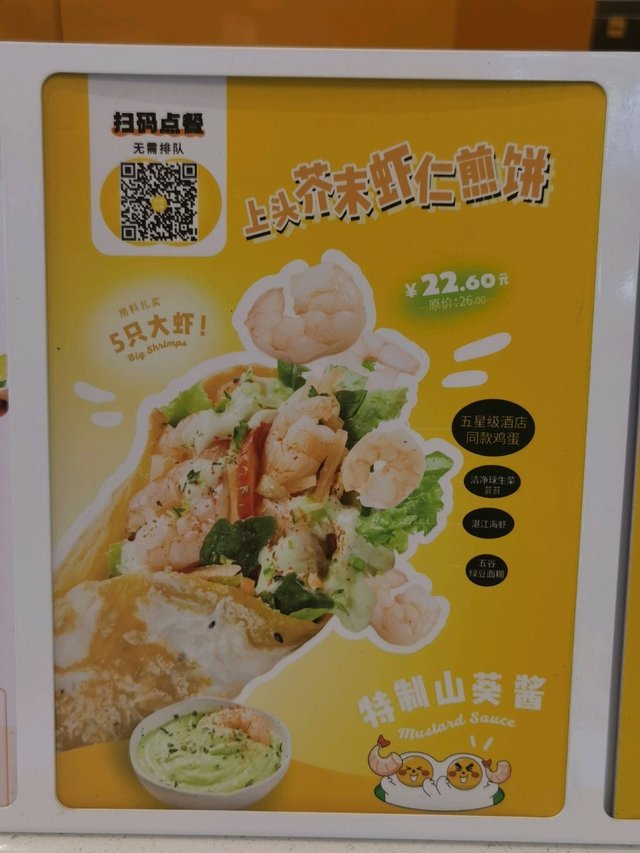 扫码点餐
无需排队
上头芥末虾仁煎饼
¥22.60元
原价:26.00
用料扎实
5只大虾!
Big Shrimps
五星级酒店
同款鸡蛋
洁净球生菜
芸苔
湛江海虾
五谷
绿豆面糊
特制山葵酱
Mustard Sauce